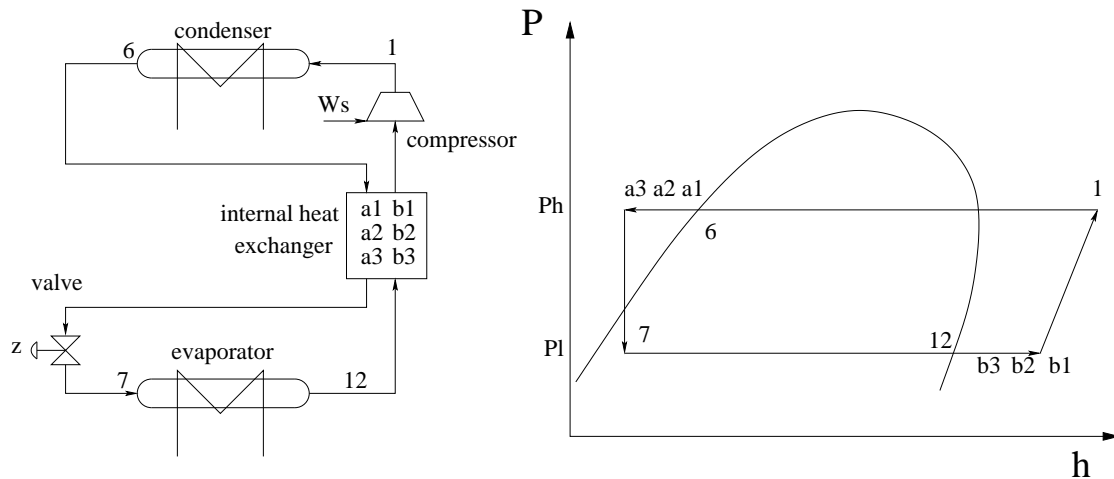 condenser
6
1
Ws
compressor
internal heat
exchanger
a1 b1
a2 b2
a3 b3
valve
z
evaporator
7
12
P
a3 a2 a1
1
Ph
6
7
12
Pl
b3 b2 b1
h